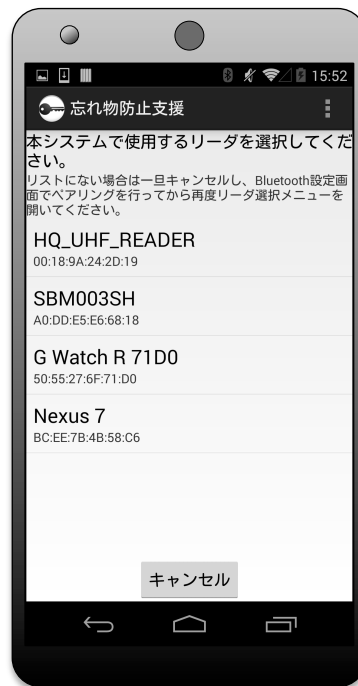 15:52
忘れ物防止支援
本システムで使用するリーダを選択してくだ
さい。
リストにない場合は一旦キャンセルし、Bluetooth設定画
面でペアリングを行ってから再度リーダ選択メニューを
開いてください。
HQ_UHF_READER
00:18:9A:24:2D:19
SBM003SH
A0:DD:E5:E6:68:18
G Watch R 71D0
50:55:27:6F:71:D0
Nexus 7
BC:EE:7B:4B:58:C6
キャンセル